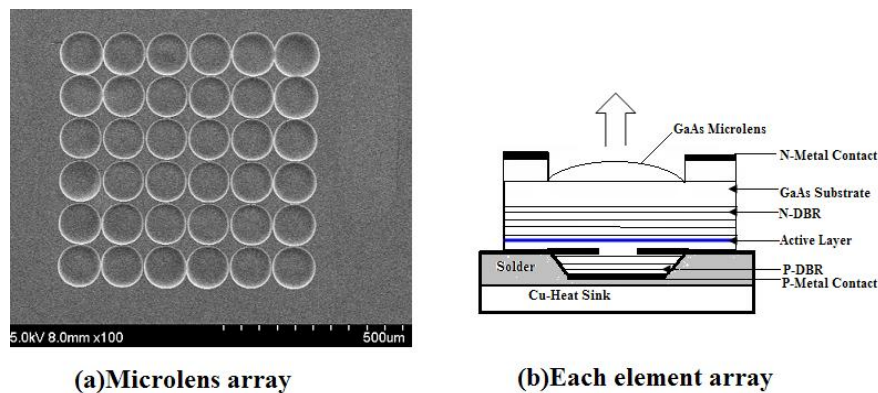 5.0kV 8.0mm x100
500um
(a)Microlens array
GaAs Microlens
N-Metal Contact
GaAs Substrate
N-DBR
Active Layer
Solder
P-DBR
P-Metal Contact
Cu-Heat Sink
(b)Each element array